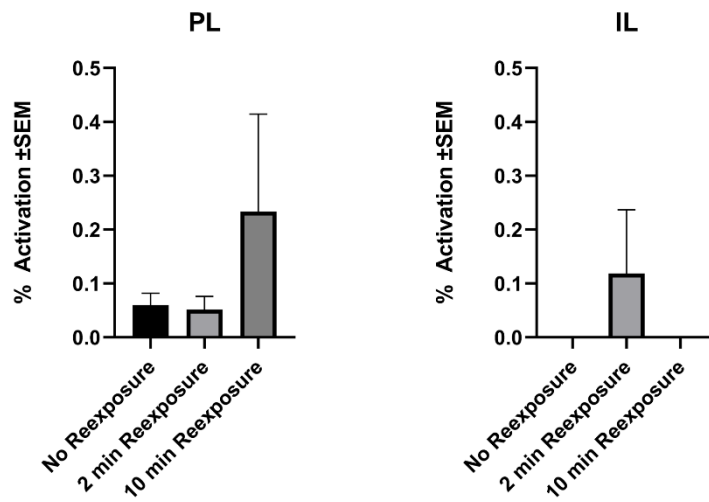 PL
% Activation ±SEM
0.5
0.4
0.3
0.2
0.1
0.0
No Reexposure
2 min Reexposure
10 min Reexposure
IL
% Activation ±SEM
0.5
0.4
0.3
0.2
0.1
0.0
No Reexposure
2 min Reexposure
10 min Reexposure